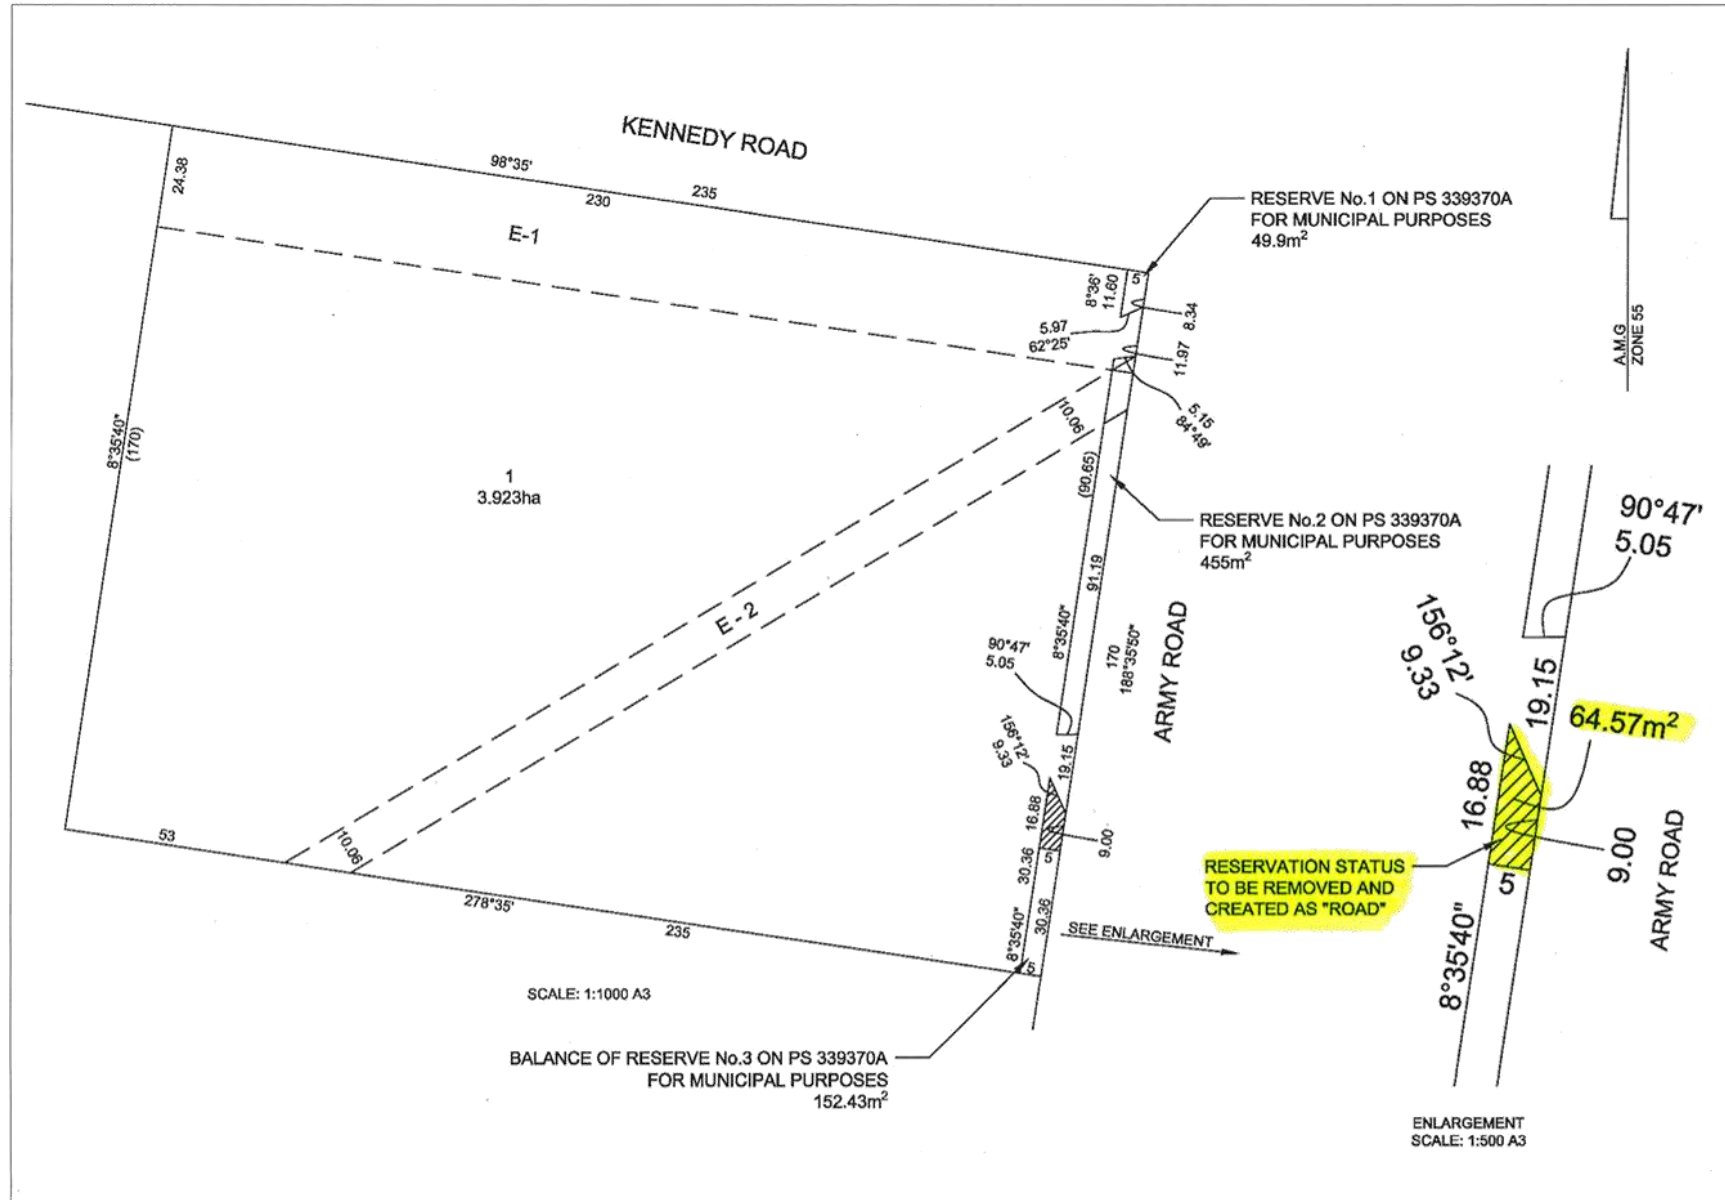 KENNEDY ROAD
98°35'
235
230
24.38
E-1
RESERVE No.1 ON PS 339370A
FOR MUNICIPAL PURPOSES
49.9m²
5
8°36'
11.60
8.34
5.97
62°25'
11.97
5.15
84°49'
A.M.G
ZONE 55
8°35'40"
(170)
1
3.923ha
10.06
(90.65)
RESERVE No.2 ON PS 339370A
FOR MUNICIPAL PURPOSES
455m²
91.19
8°35'40"
E-2
170
188°35'50"
ARMY ROAD
90°47'
5.05
156°12'
9.33
19.15
16.88
9.00
5
30.36
30.36
8°35'40"
5
53
10.06
278°35'
235
SEE ENLARGEMENT
SCALE: 1:1000 A3
BALANCE OF RESERVE No.3 ON PS 339370A
FOR MUNICIPAL PURPOSES
152.43m²
90°47'
5.05
156°12'
9.33
19.15
64.57m²
16.88
9.00
RESERVATION STATUS
TO BE REMOVED AND
CREATED AS "ROAD"
5
8°35'40"
ARMY ROAD
ENLARGEMENT
SCALE: 1:500 A3